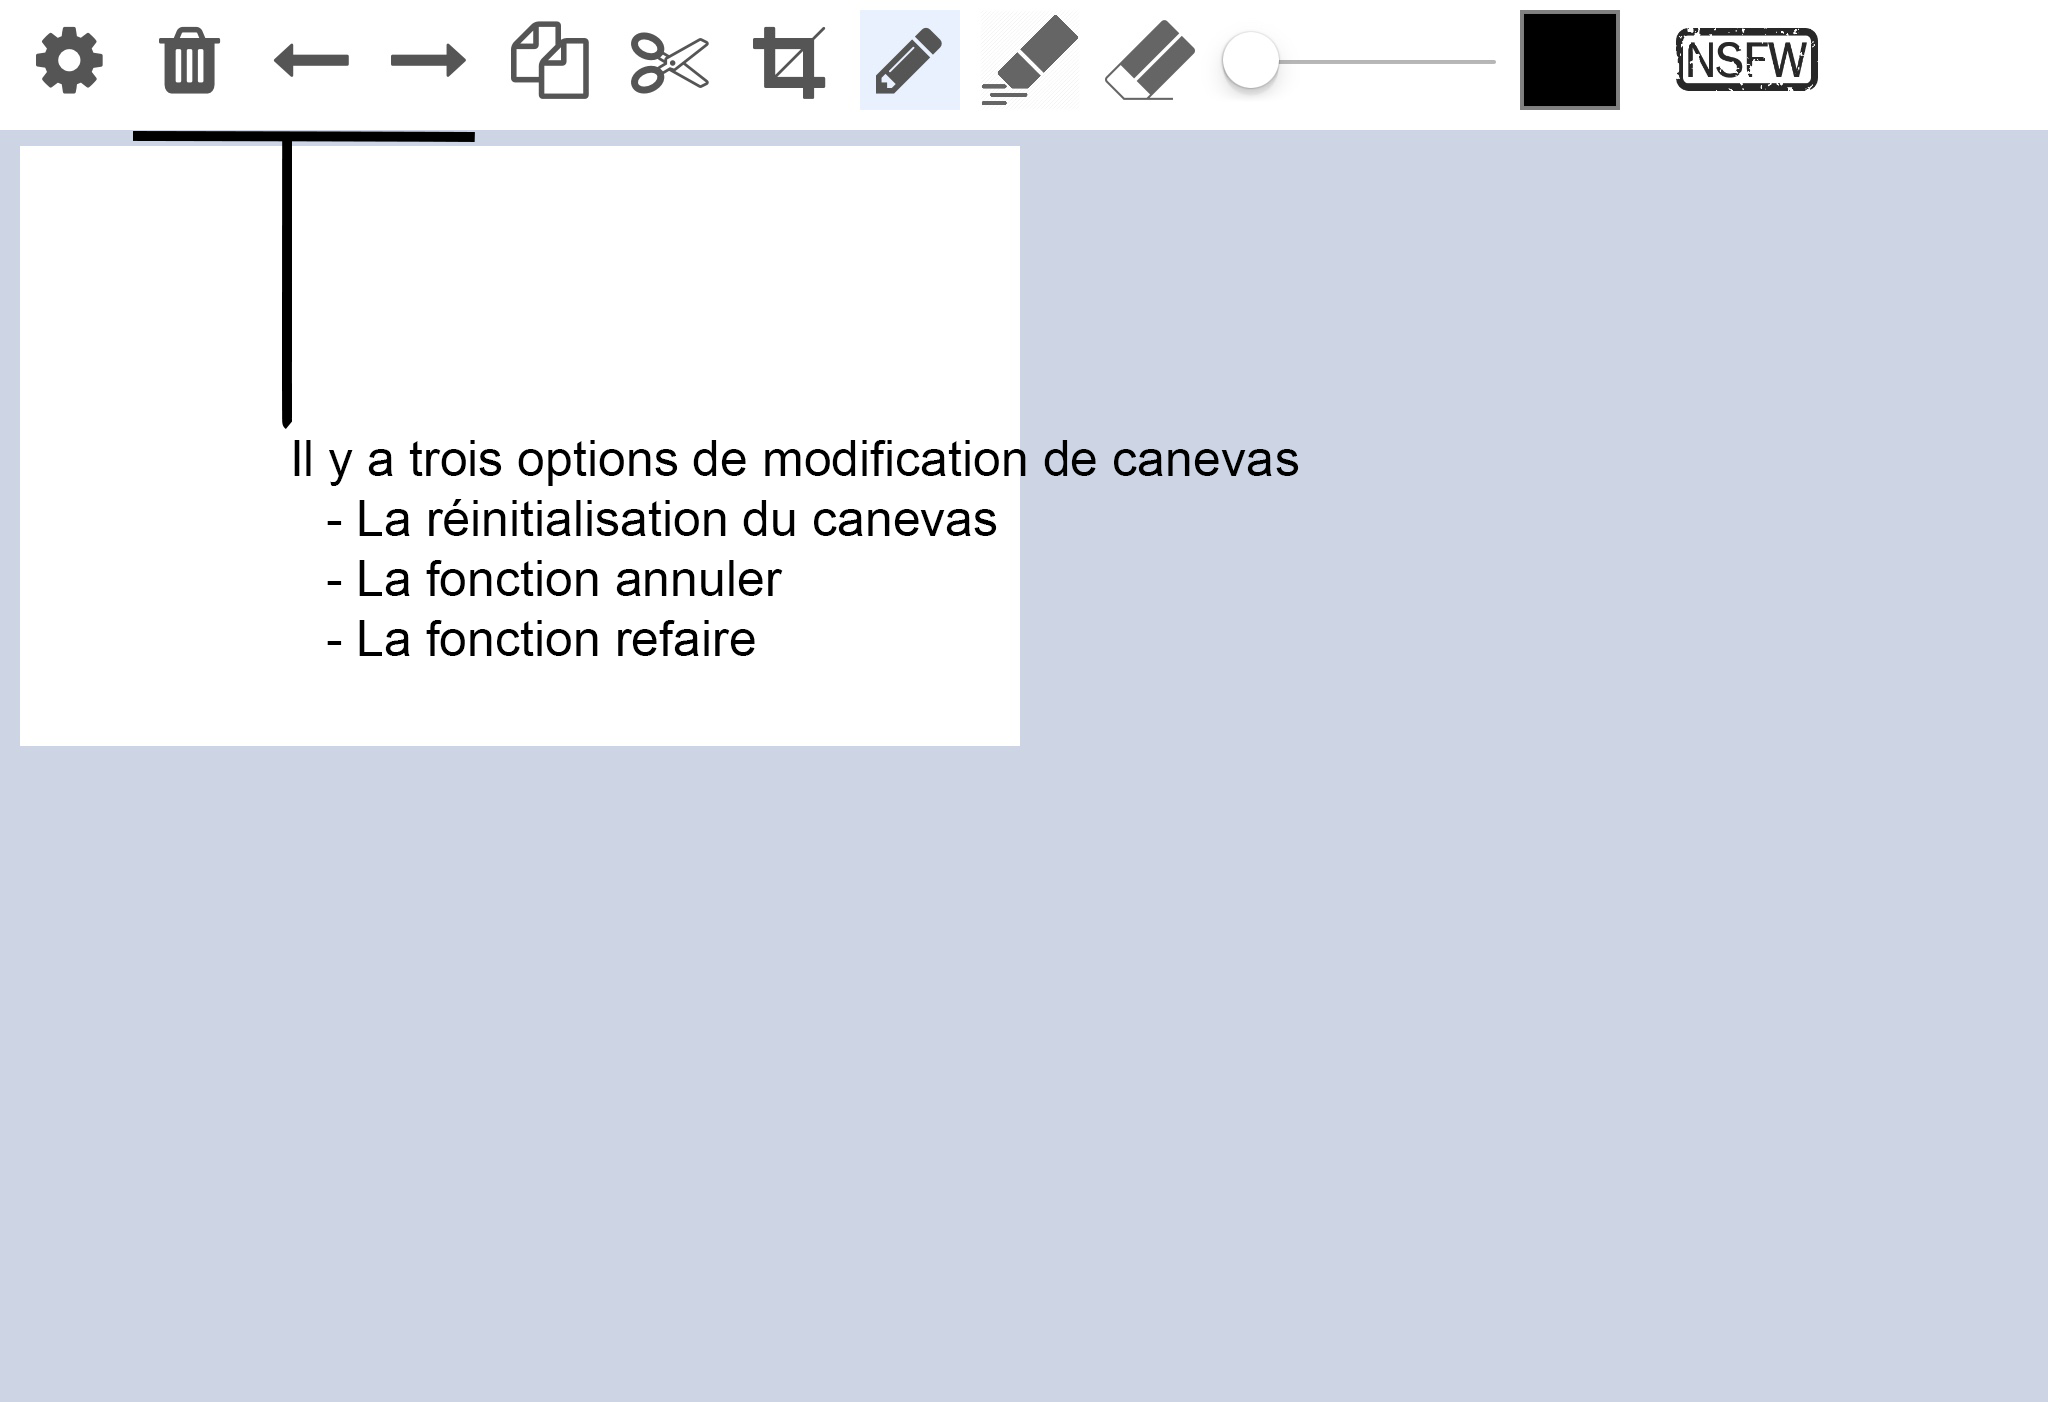 NSFW
Il y a trois options de modification de canevas
- La réinitialisation du canevas
- La fonction annuler
- La fonction refaire